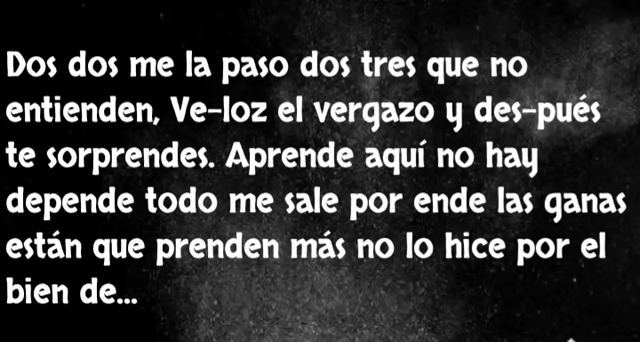 Dos dos me la paso dos tres que no
entienden, Ve-loz el vergazo y des-pués
te sorprendes. Aprende aquí no hay
depende todo me sale por ende las ganas
están que prenden más no lo hice por el
bien de...